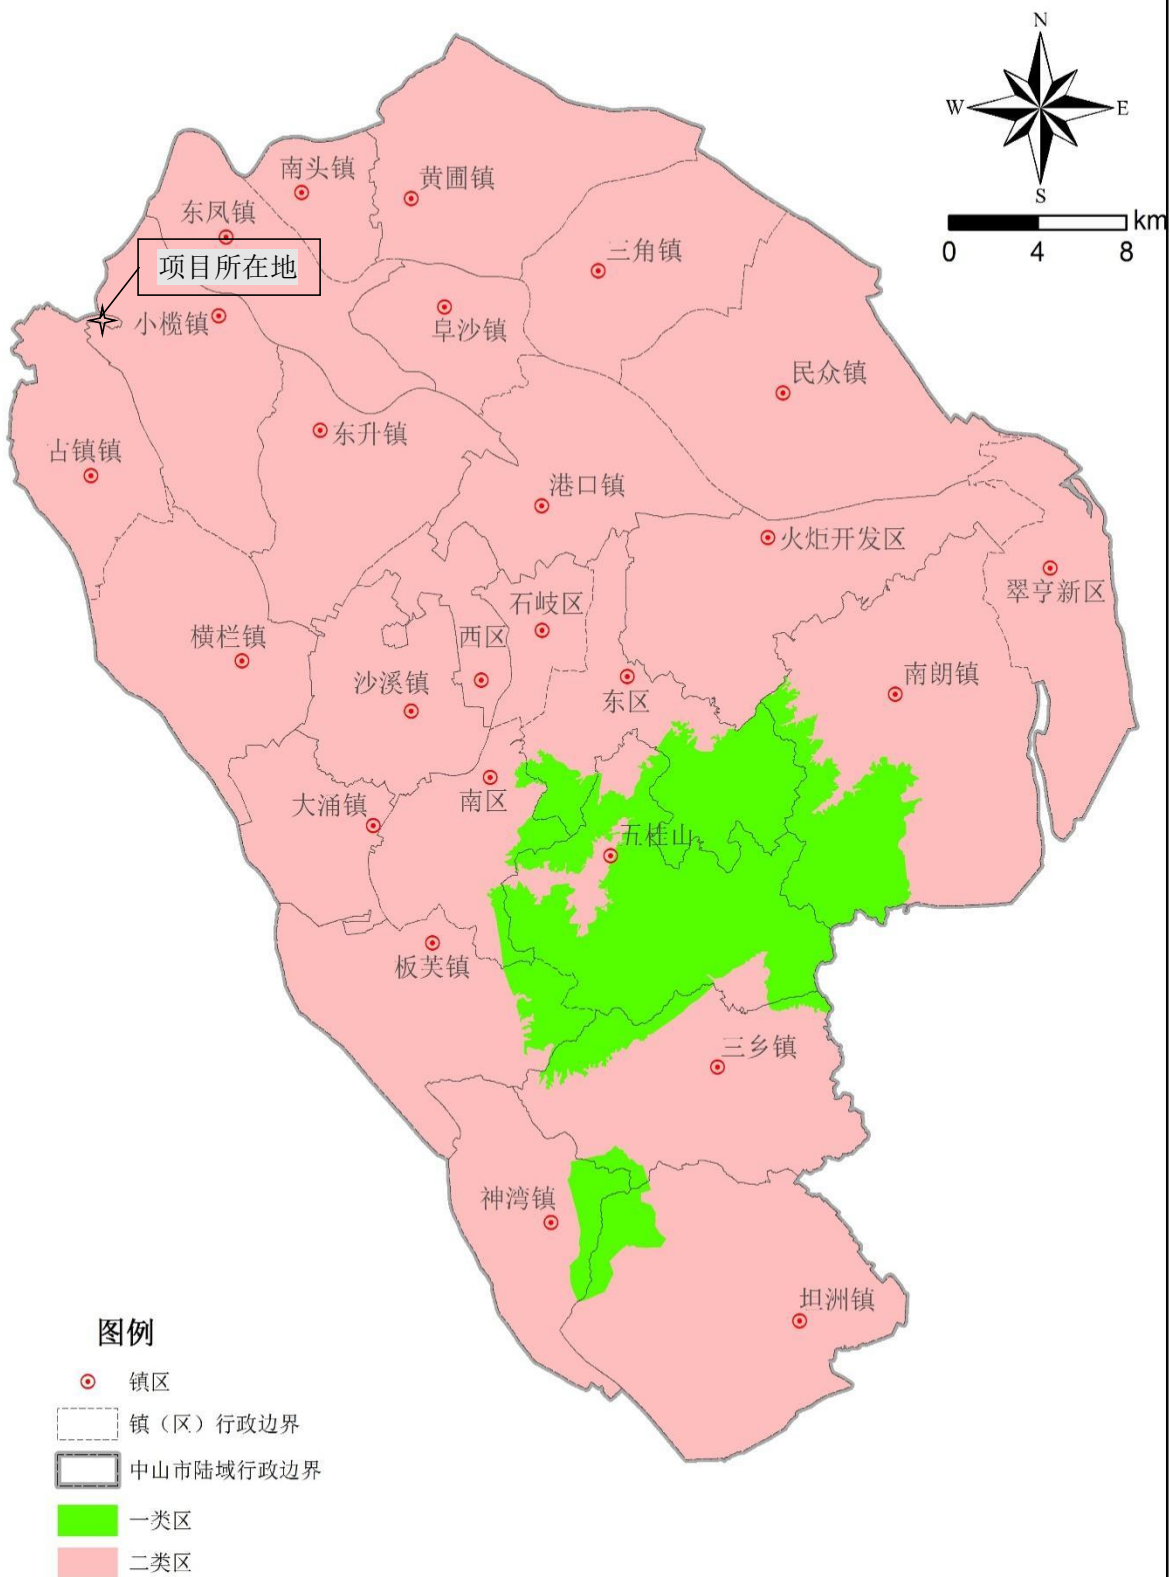 N
W
E
S
km
0
4
8
南头镇
黄圃镇
东凤镇
三角镇
项目所在地
小榄镇
阜沙镇
民众镇
东升镇
古镇镇
港口镇
火炬开发区
翠亨新区
石岐区
横栏镇
西区
沙溪镇
东区
南朗镇
大涌镇
南区
五桂山
板芙镇
三乡镇
神湾镇
坦洲镇
图例
镇区
镇（区）行政边界
中山市陆域行政边界
一类区
二类区